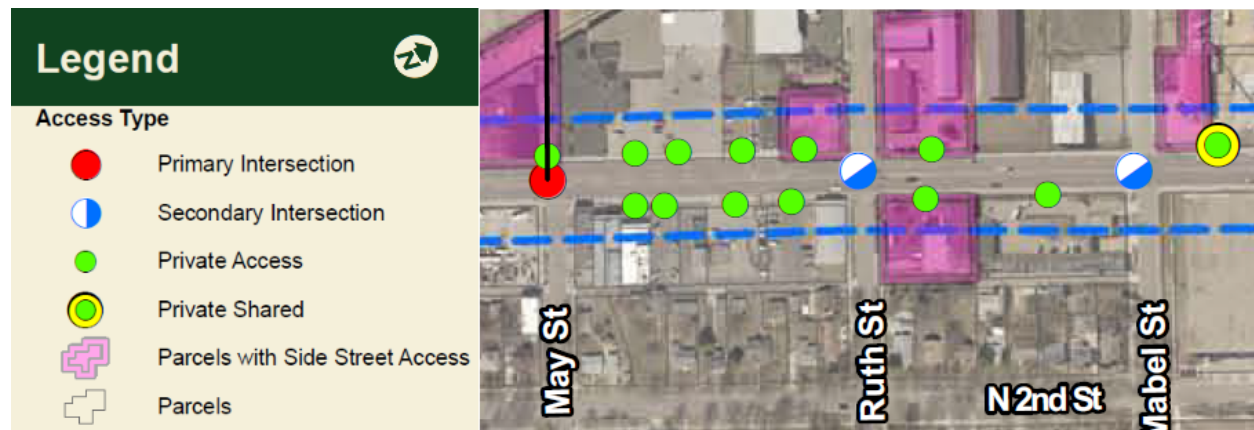 Legend
N
Access Type
Primary Intersection
Secondary Intersection
Private Access
Private Shared
Parcels with Side Street Access
Parcels
May St
Ruth St
N 2nd St
Mabel St